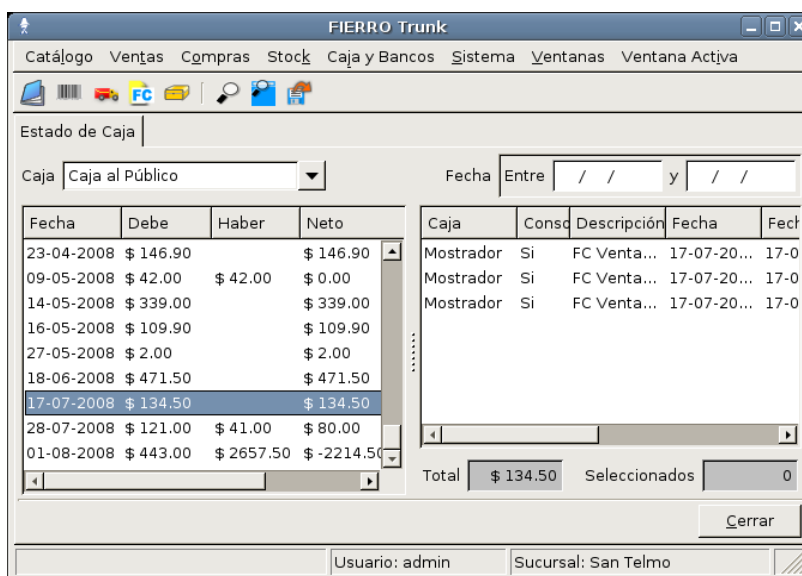 FIERRO Trunk
Catálogo Ventas Compras Stock Caja y Bancos Sistema Ventanas Ventana Activa
FC
Estado de Caja
Caja Caja al Público Fecha Entre / / y / /
Fecha Debe Haber Neto
23-04-2008 $ 146.90 $ 146.90
09-05-2008 $ 42.00 $ 42.00 $ 0.00
14-05-2008 $ 339.00 $ 339.00
16-05-2008 $ 109.90 $ 109.90
27-05-2008 $ 2.00 $ 2.00
18-06-2008 $ 471.50 $ 471.50
17-07-2008 $ 134.50 $ 134.50
28-07-2008 $ 121.00 $ 41.00 $ 80.00
01-08-2008 $ 443.00 $ 2657.50 $ -2214.50
Caja Conso Descripción Fecha Fech
Mostrador Si FC Venta... 17-07-20... 17-0
Mostrador Si FC Venta... 17-07-20... 17-0
Mostrador Si FC Venta... 17-07-20... 17-0
Total $ 134.50 Seleccionados 0
Cerrar
Usuario: admin Sucursal: San Telmo